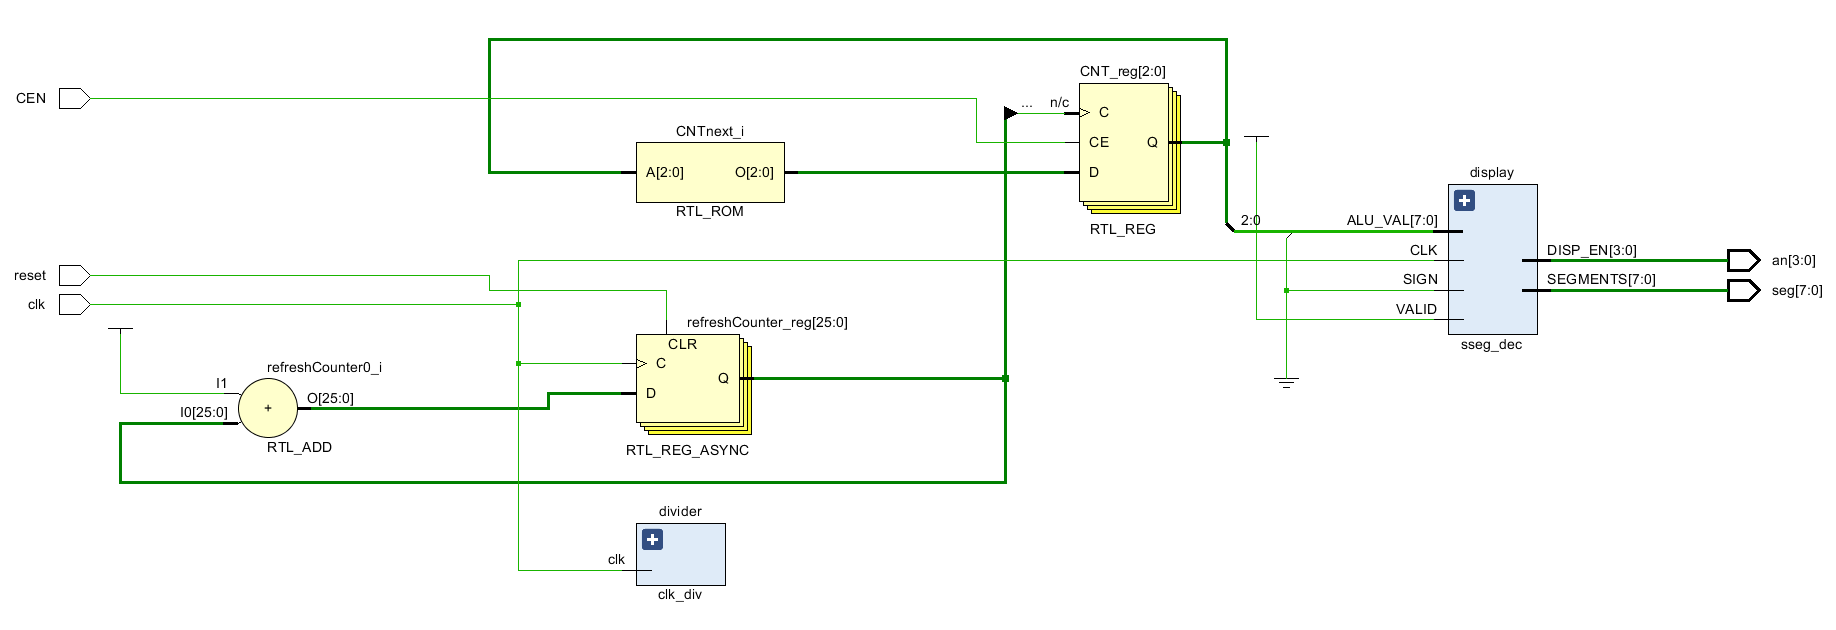 CNT_reg[2:0]
CEN
... n/c
C
CNTnext_i
CE Q
A[2:0] O[2:0]
D
display
RTL_ROM
RTL_REG
2:0
ALU_VAL[7:0]
CLK
DISP_EN[3:0]
an[3:0]
reset
SIGN
SEGMENTS[7:0]
seg[7:0]
clk
VALID
refreshCounter_reg[25:0]
CLR
sseg_dec
refreshCounter0_i
C
I1
Q
D
O[25:0]
I0[25:0]
+
RTL_ADD
RTL_REG_ASYNC
divider
clk
clk_div